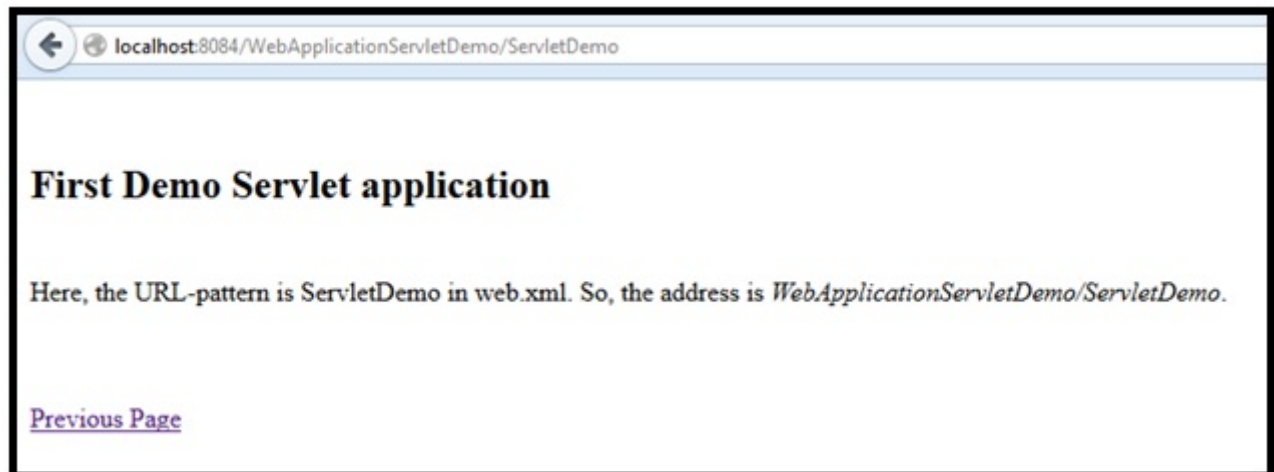 localhost:8084/WebApplicationServletDemo/ServletDemo
First Demo Servlet application
Here, the URL-pattern is ServletDemo in web.xml. So, the address is WebApplicationServletDemo/ServletDemo.
Previous Page